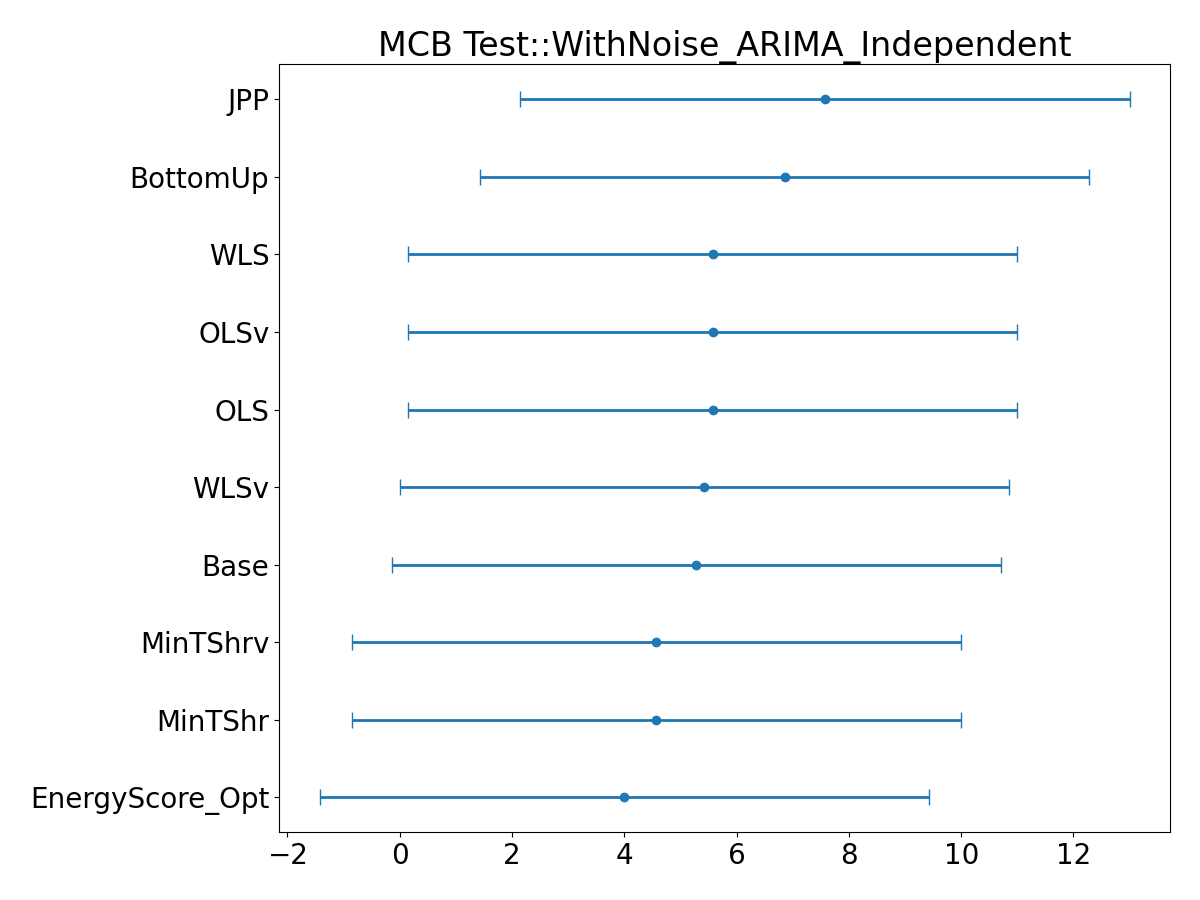 MCB Test::WithNoise_ARIMA_Independent
JPP
BottomUp
WLS
OLSv
OLS
WLSv
Base
MinTShrv
MinTShr
EnergyScore_Opt
−2 0 2 4 6 8 10 12